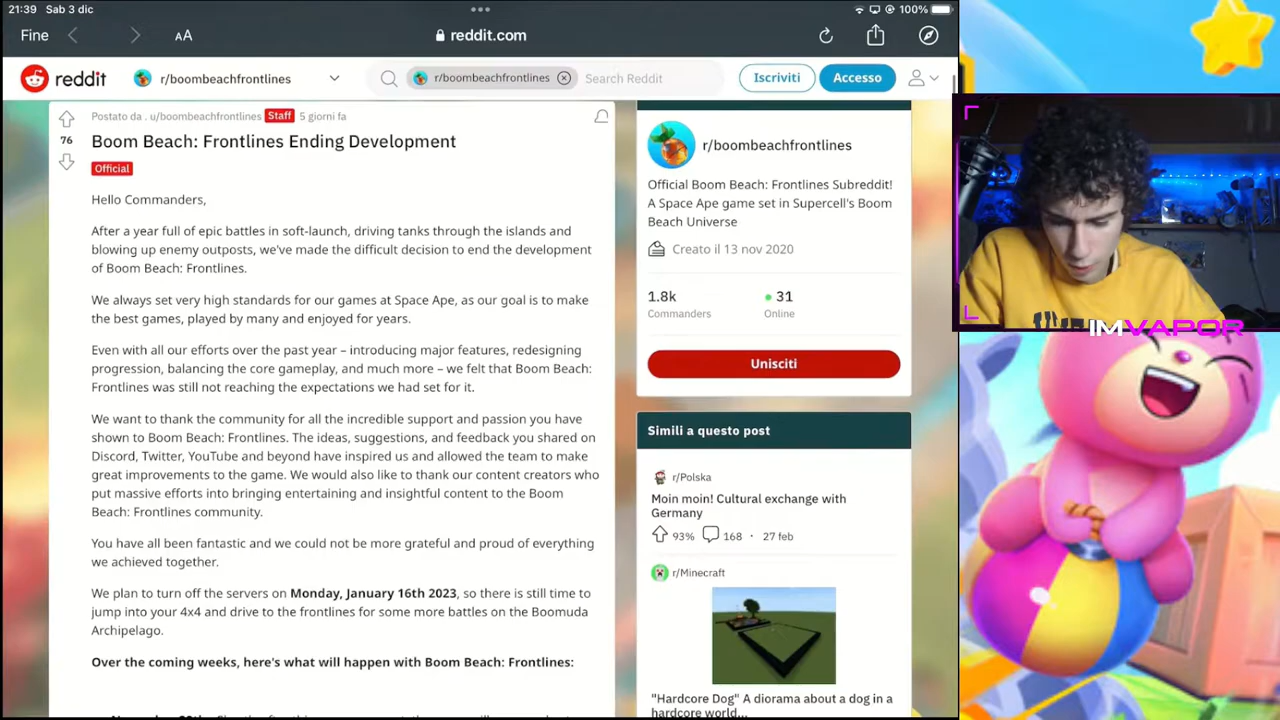 21:39 Sab 3 dic
100%
Fine
AA
reddit.com
reddit
r/boombeachfrontlines
r/boombeachfrontlines
Search Reddit
Iscriviti
Accesso
Postato da . u/boombeachfrontlines Staff 5 giorni fa
76
Boom Beach: Frontlines Ending Development
Official
Hello Commanders,
After a year full of epic battles in soft-launch, driving tanks through the islands and
blowing up enemy outposts, we've made the difficult decision to end the development
of Boom Beach: Frontlines.
We always set very high standards for our games at Space Ape, as our goal is to make
the best games, played by many and enjoyed for years.
Even with all our efforts over the past year – introducing major features, redesigning
progression, balancing the core gameplay, and much more – we felt that Boom Beach:
Frontlines was still not reaching the expectations we had set for it.
We want to thank the community for all the incredible support and passion you have
shown to Boom Beach: Frontlines. The ideas, suggestions, and feedback you shared on
Discord, Twitter, YouTube and beyond have inspired us and allowed the team to make
great improvements to the game. We would also like to thank our content creators who
put massive efforts into bringing entertaining and insightful content to the Boom
Beach: Frontlines community.
You have all been fantastic and we could not be more grateful and proud of everything
we achieved together.
We plan to turn off the servers on Monday, January 16th 2023, so there is still time to
jump into your 4x4 and drive to the frontlines for some more battles on the Boomuda
Archipelago.
Over the coming weeks, here's what will happen with Boom Beach: Frontlines:
r/boombeachfrontlines
Official Boom Beach: Frontlines Subreddit!
A Space Ape game set in Supercell's Boom
Beach Universe
Creato il 13 nov 2020
1.8k
31
Commanders
Online
Unisciti
Simili a questo post
r/Polska
Moin moin! Cultural exchange with
Germany
93% 168 · 27 feb
r/Minecraft
"Hardcore Dog" A diorama about a dog in a
hardcore world...
IMVAPOR